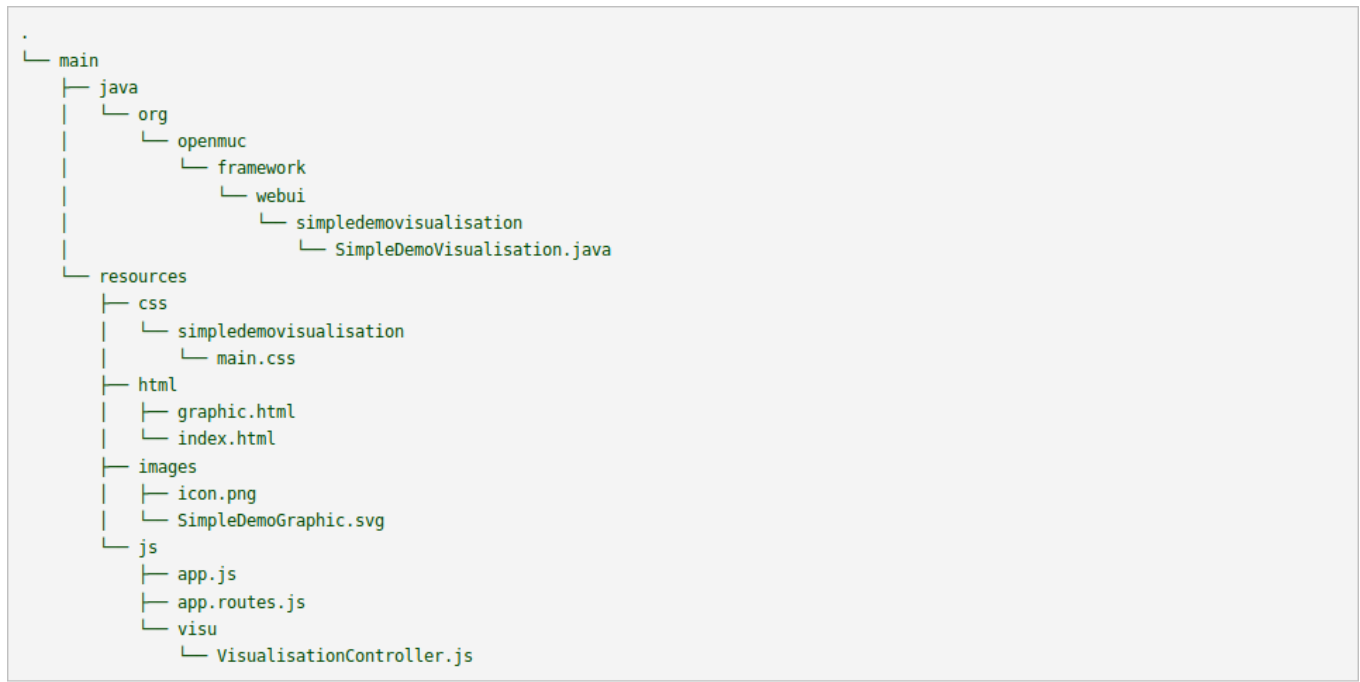 .
└── main
    ├── java
    │   └── org
    │       └── openmuc
    │           └── framework
    │               └── webui
    │                   └── simpledemovisualisation
    │                       └── SimpleDemoVisualisation.java
    └── resources
        ├── css
        │   └── simpledemovisualisation
        │       └── main.css
        ├── html
        │   ├── graphic.html
        │   └── index.html
        ├── images
        │   ├── icon.png
        │   └── SimpleDemoGraphic.svg
        └── js
            ├── app.js
            ├── app.routes.js
            └── visu
                └── VisualisationController.js